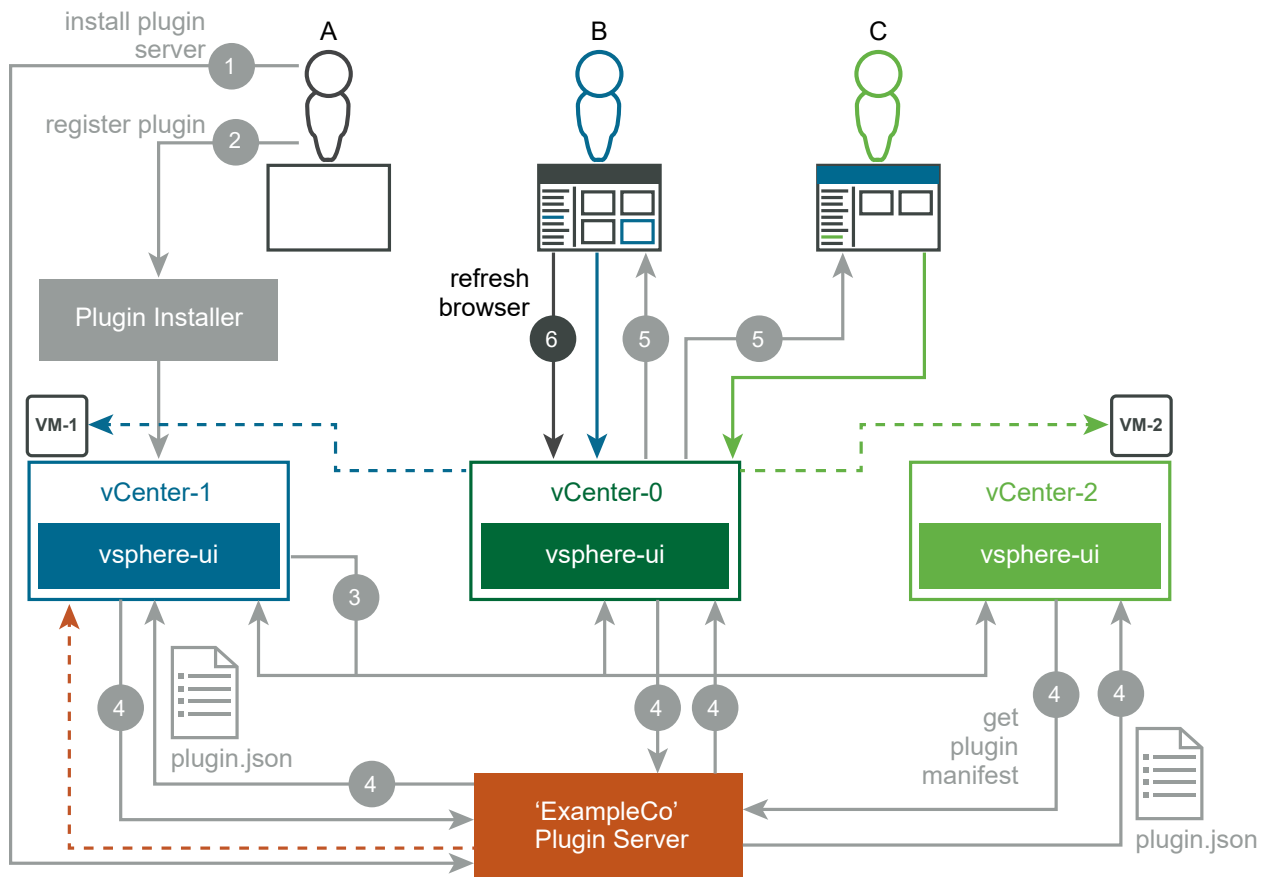 install plugin
server
A
B
C
1
register plugin
2
refresh
browser
Plugin Installer
6
5
5
VM-1
VM-2
vCenter-1
vCenter-0
vCenter-2
vsphere-ui
vsphere-ui
vsphere-ui
3
4
4
4
4
4
get
plugin
manifest
plugin.json
4
‘ExampleCo’
Plugin Server
plugin.json